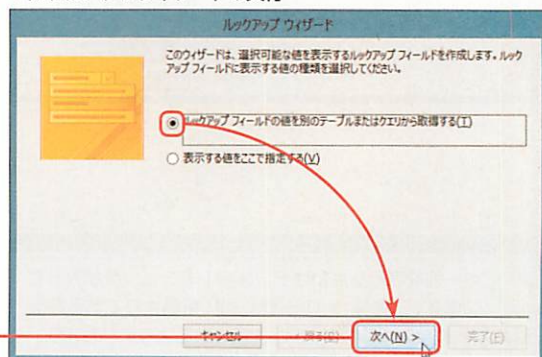 ルックアップ ウィザード
このウィザードは、選択可能な値を表示するルックアップ フィールドを作成します。ルック
アップ フィールドに表示する値の種類を選択してください。
ルックアップ フィールドの値を別のテーブルまたはクエリから取得する(T)
表示する値をここで指定する(V)
キャンセル
< 戻る(B)
次へ(N) >
完了(F)